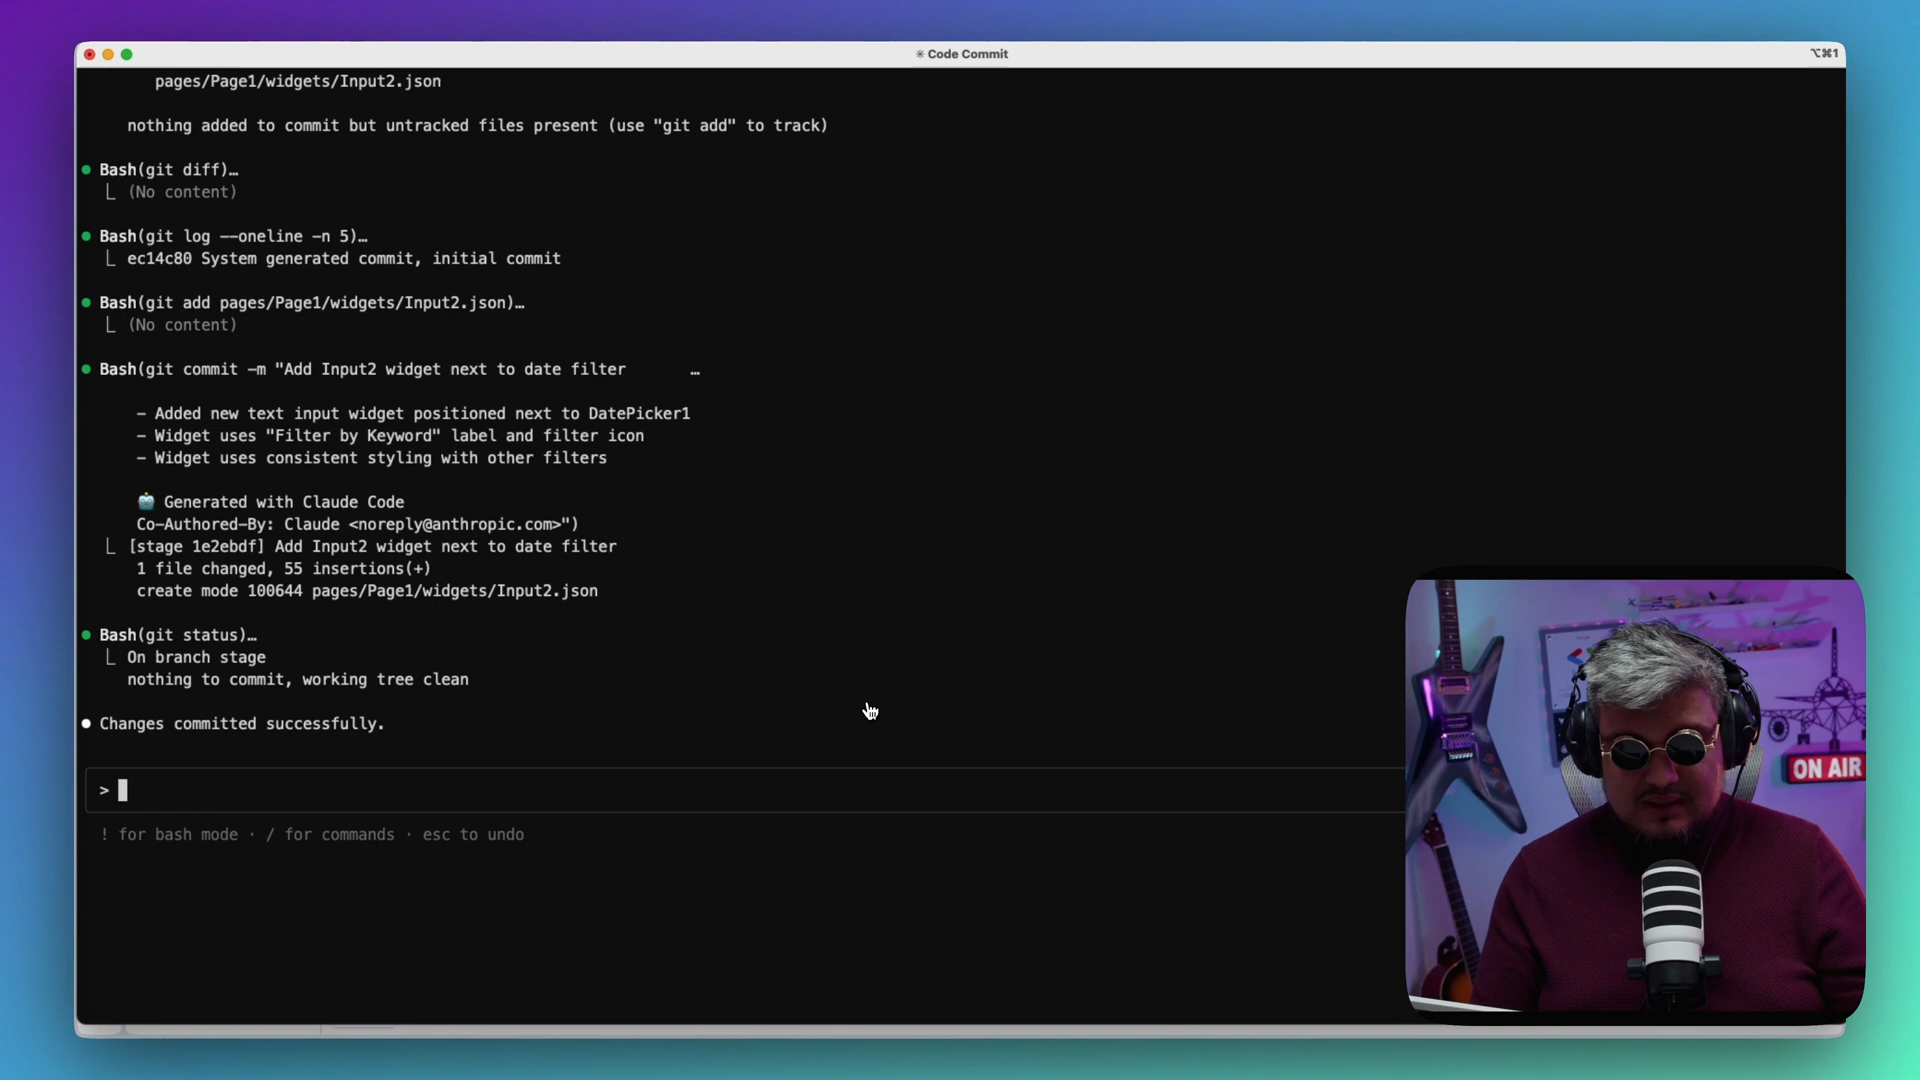 ✳ Code Commit
⌥⌘1
pages/Page1/widgets/Input2.json
nothing added to commit but untracked files present (use "git add" to track)
Bash(git diff)…
(No content)
Bash(git log --oneline -n 5)…
ec14c80 System generated commit, initial commit
Bash(git add pages/Page1/widgets/Input2.json)…
(No content)
Bash(git commit -m "Add Input2 widget next to date filter …
- Added new text input widget positioned next to DatePicker1
- Widget uses "Filter by Keyword" label and filter icon
- Widget uses consistent styling with other filters
🤖 Generated with Claude Code
Co-Authored-By: Claude <noreply@anthropic.com>")
[stage 1e2ebdf] Add Input2 widget next to date filter
1 file changed, 55 insertions(+)
create mode 100644 pages/Page1/widgets/Input2.json
Bash(git status)…
On branch stage
nothing to commit, working tree clean
Changes committed successfully.
>
! for bash mode · / for commands · esc to undo
ON AIR